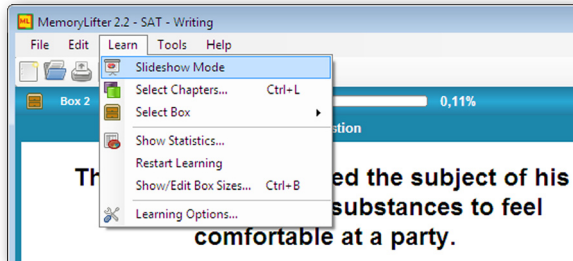 ML MemoryLifter 2.2 - SAT - Writing
File Edit Learn Tools Help
Slideshow Mode
Select Chapters... Ctrl+L
Select Box
Show Statistics...
Restart Learning
Show/Edit Box Sizes... Ctrl+B
Learning Options...
Box 2 0,11%
stion
Th ed the subject of his
substances to feel
comfortable at a party.